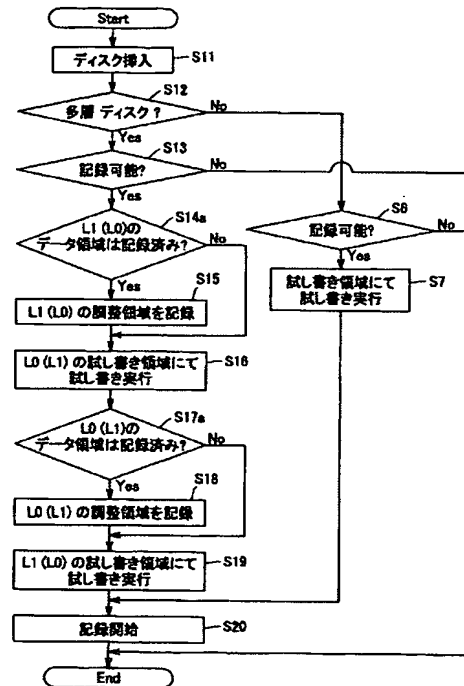 Start
ディスク挿入
S11
多層 ディスク?
S12
No
Yes
記録可能?
S13
No
Yes
L1(L0)の
データ領域は記録済み?
S14a
No
Yes
L1(L0)の調整領域を記録
S15
L0(L1)の試し書き領域にて
試し書き実行
S16
L0(L1)の
データ領域は記録済み?
S17a
No
Yes
L0(L1)の調整領域を記録
S18
L1(L0)の試し書き領域にて
試し書き実行
S19
記録開始
S20
End
記録可能?
S6
No
Yes
試し書き領域にて
試し書き実行
S7